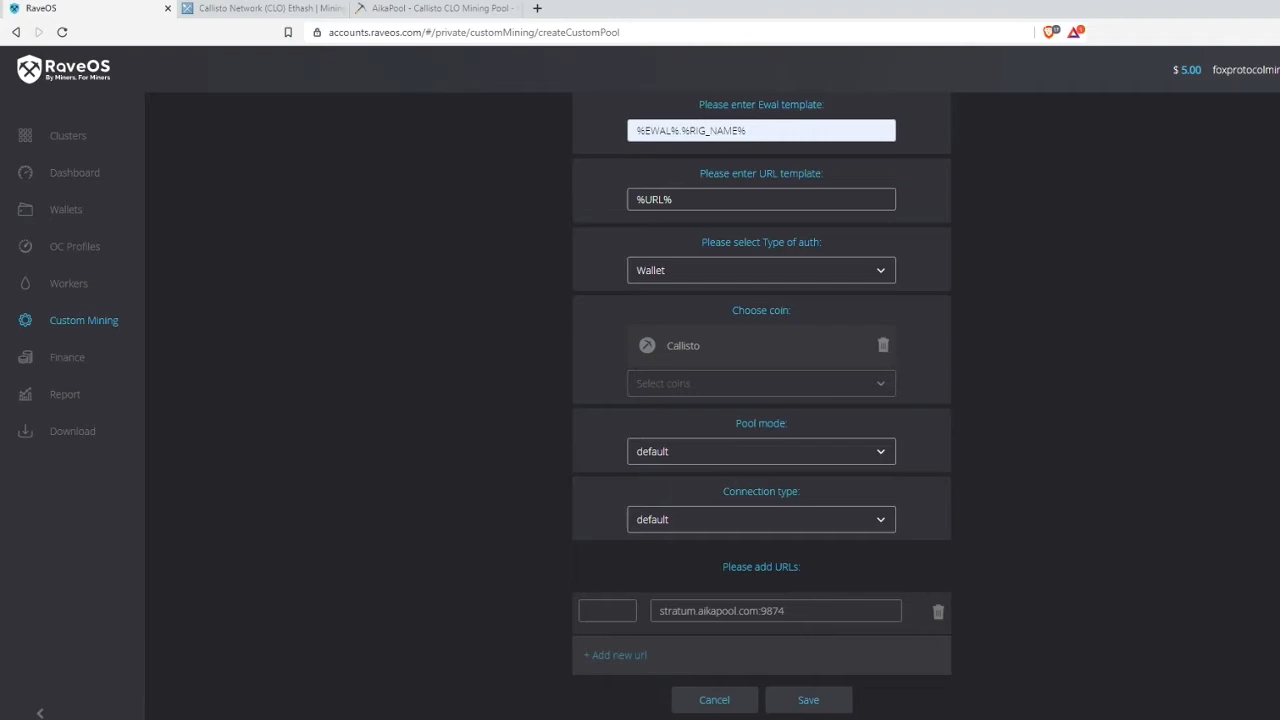 RaveOS
Callisto Network (CLO) Ethash | Mining
AikaPool - Callisto CLO Mining Pool -
accounts.raveos.com/#/private/customMining/createCustomPool
RaveOS
By Miners. For Miners
$ 5.00
foxprotocolmin
Clusters
Dashboard
Wallets
OC Profiles
Workers
Custom Mining
Finance
Report
Download
Please enter Ewal template:
%EWAL%.%RIG_NAME%
Please enter URL template:
%URL%
Please select Type of auth:
Wallet
Choose coin:
Callisto
Select coins
Pool mode:
default
Connection type:
default
Please add URLs:
stratum.aikapool.com:9874
+ Add new url
Cancel
Save